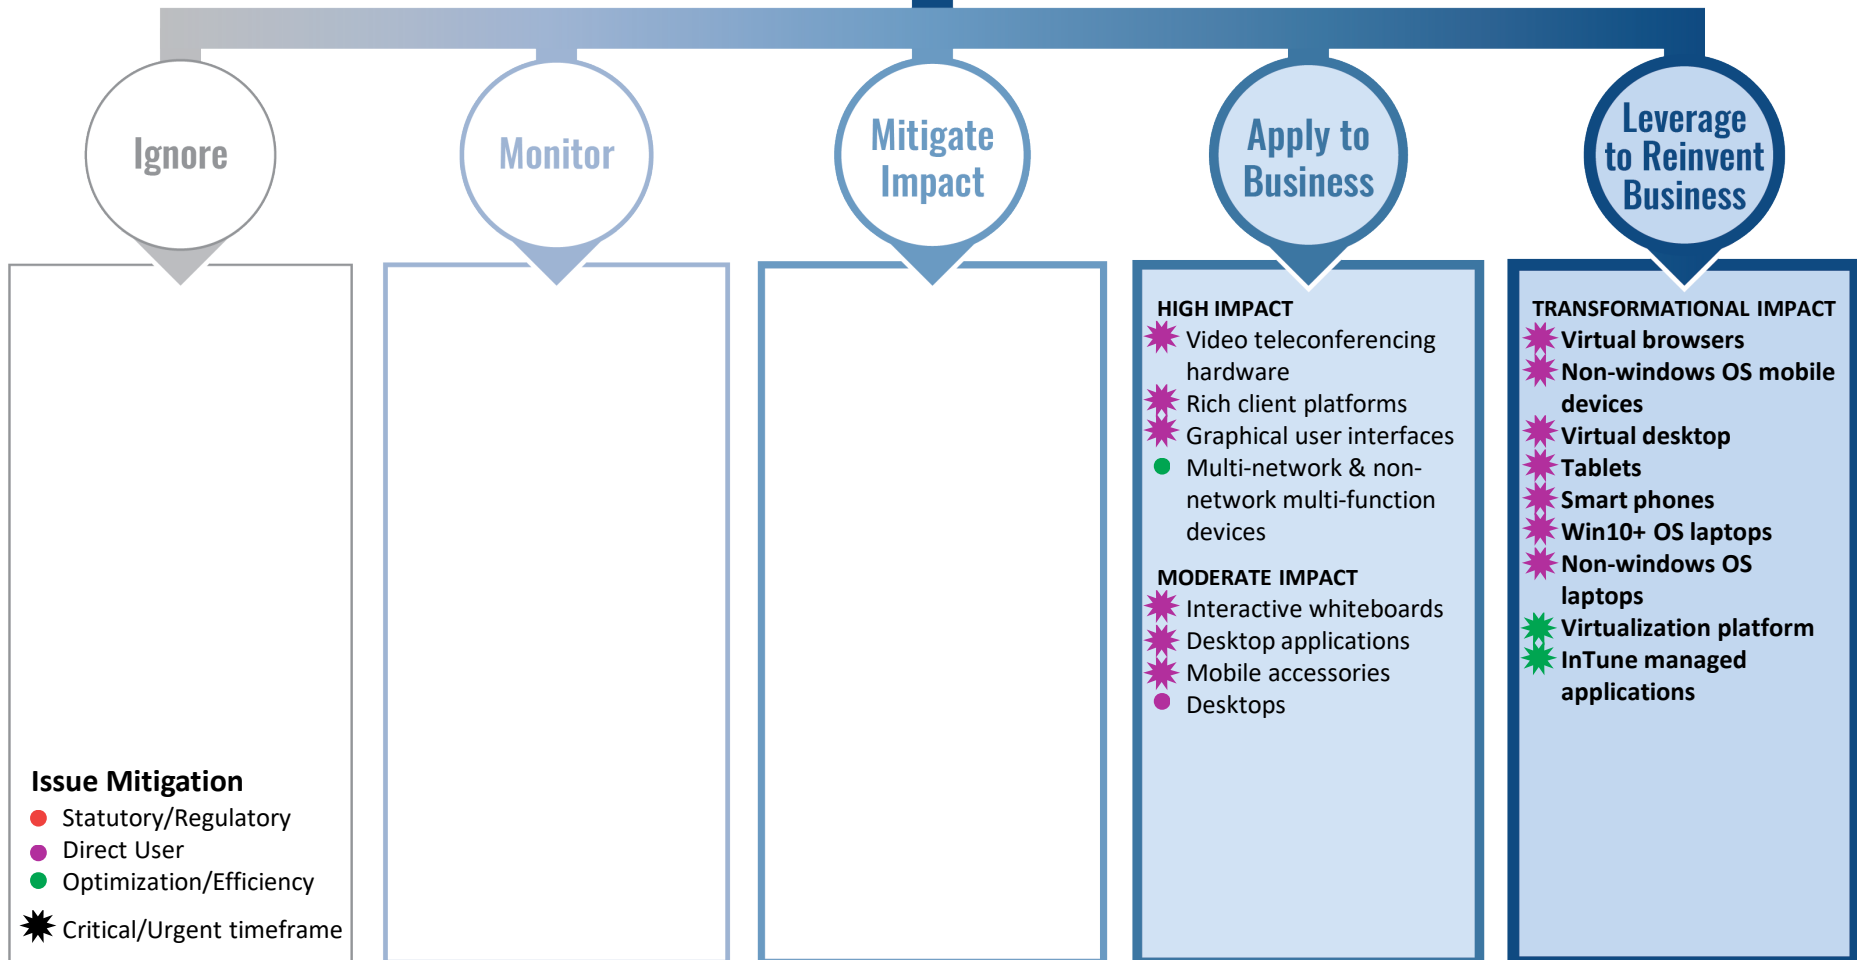 Ignore
Monitor
Mitigate
Impact
Apply to
Business
Leverage
to Reinvent
Business
Issue Mitigation
Statutory/Regulatory
Direct User
Optimization/Efficiency
Critical/Urgent timeframe
HIGH IMPACT
Video teleconferencing
hardware
Rich client platforms
Graphical user interfaces
Multi-network & non-
network multi-function
devices
MODERATE IMPACT
Interactive whiteboards
Desktop applications
Mobile accessories
Desktops
TRANSFORMATIONAL IMPACT
Virtual browsers
Non-windows OS mobile
devices
Virtual desktop
Tablets
Smart phones
Win10+ OS laptops
Non-windows OS
laptops
Virtualization platform
InTune managed
applications